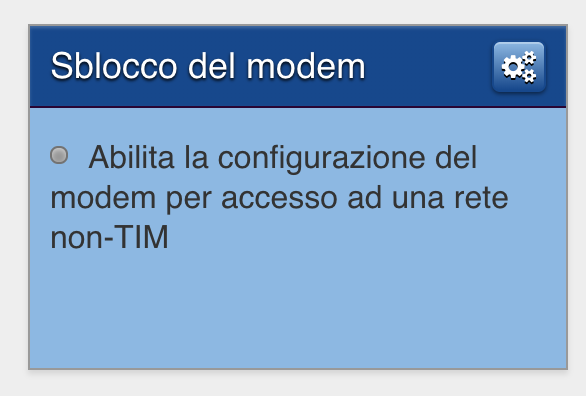 Sblocco del modem
Abilita la configurazione del
modem per accesso ad una rete
non-TIM